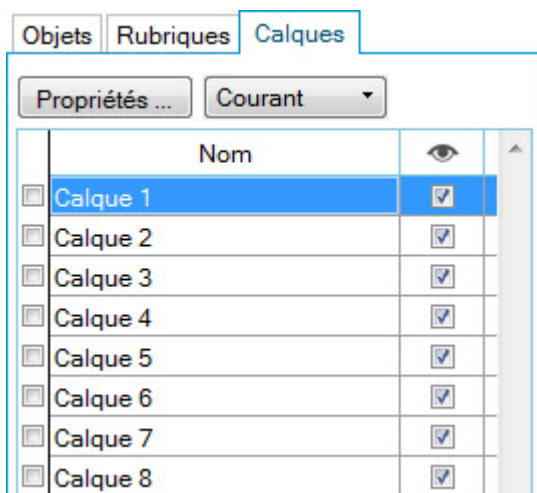 Objets Rubriques Calques
Propriétés ... Courant
Nom
Calque 1
Calque 2
Calque 3
Calque 4
Calque 5
Calque 6
Calque 7
Calque 8